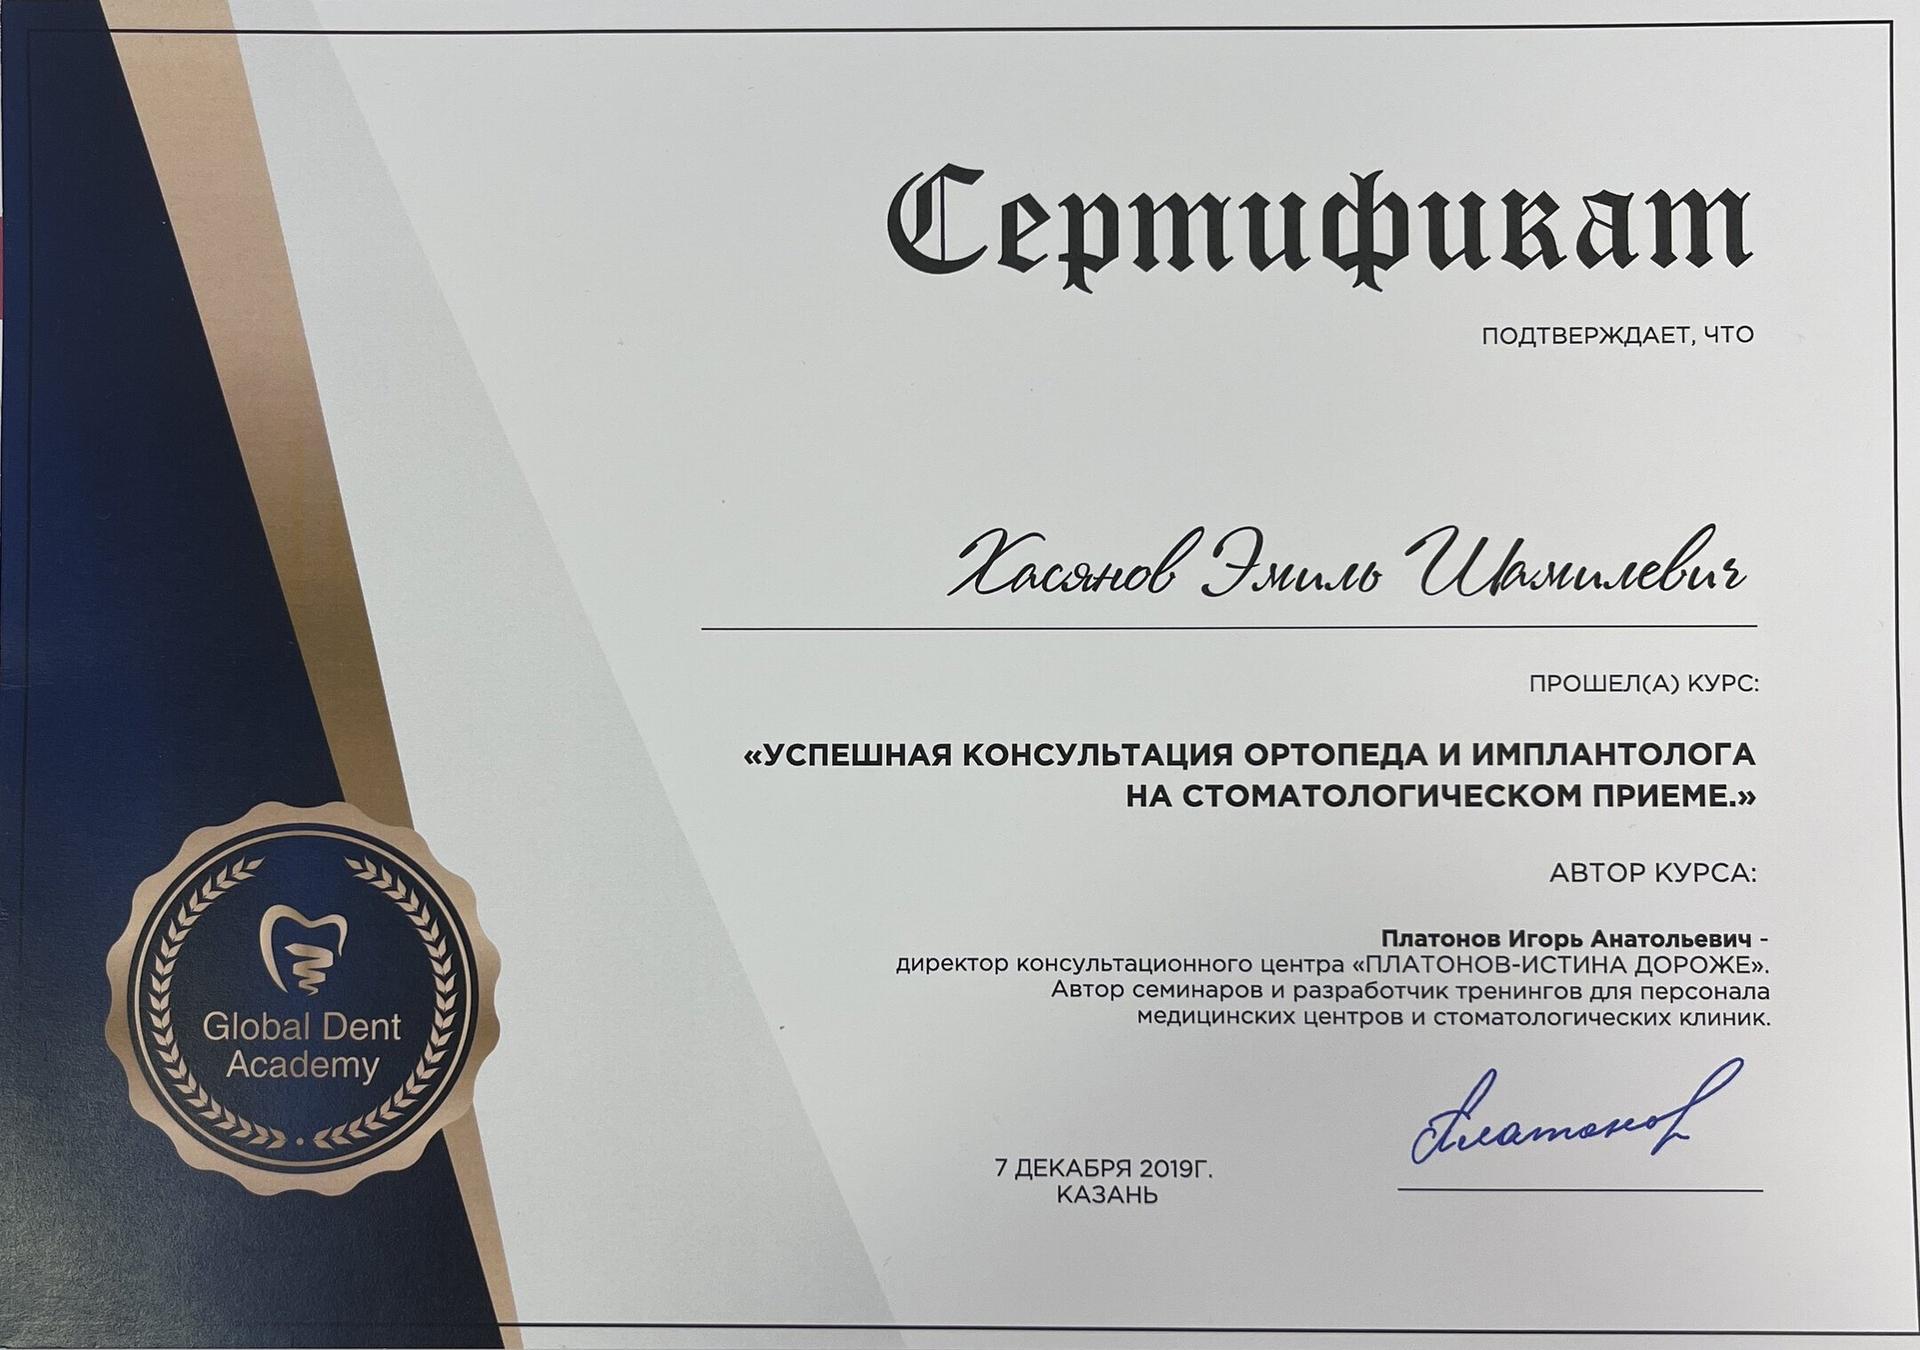 Сертификат
ПОДТВЕРЖДАЕТ, ЧТО
Хасянов Эмиль Шамилевич
ПРОШЕЛ(А) КУРС:
«УСПЕШНАЯ КОНСУЛЬТАЦИЯ ОРТОПЕДА И ИМПЛАНТОЛОГА
НА СТОМАТОЛОГИЧЕСКОМ ПРИЕМЕ.»
АВТОР КУРСА:
Платонов Игорь Анатольевич -
директор консультационного центра «ПЛАТОНОВ-ИСТИНА ДОРОЖЕ».
Автор семинаров и разработчик тренингов для персонала
медицинских центров и стоматологических клиник.
Global Dent
Academy
Платонов
7 ДЕКАБРЯ 2019Г.
КАЗАНЬ